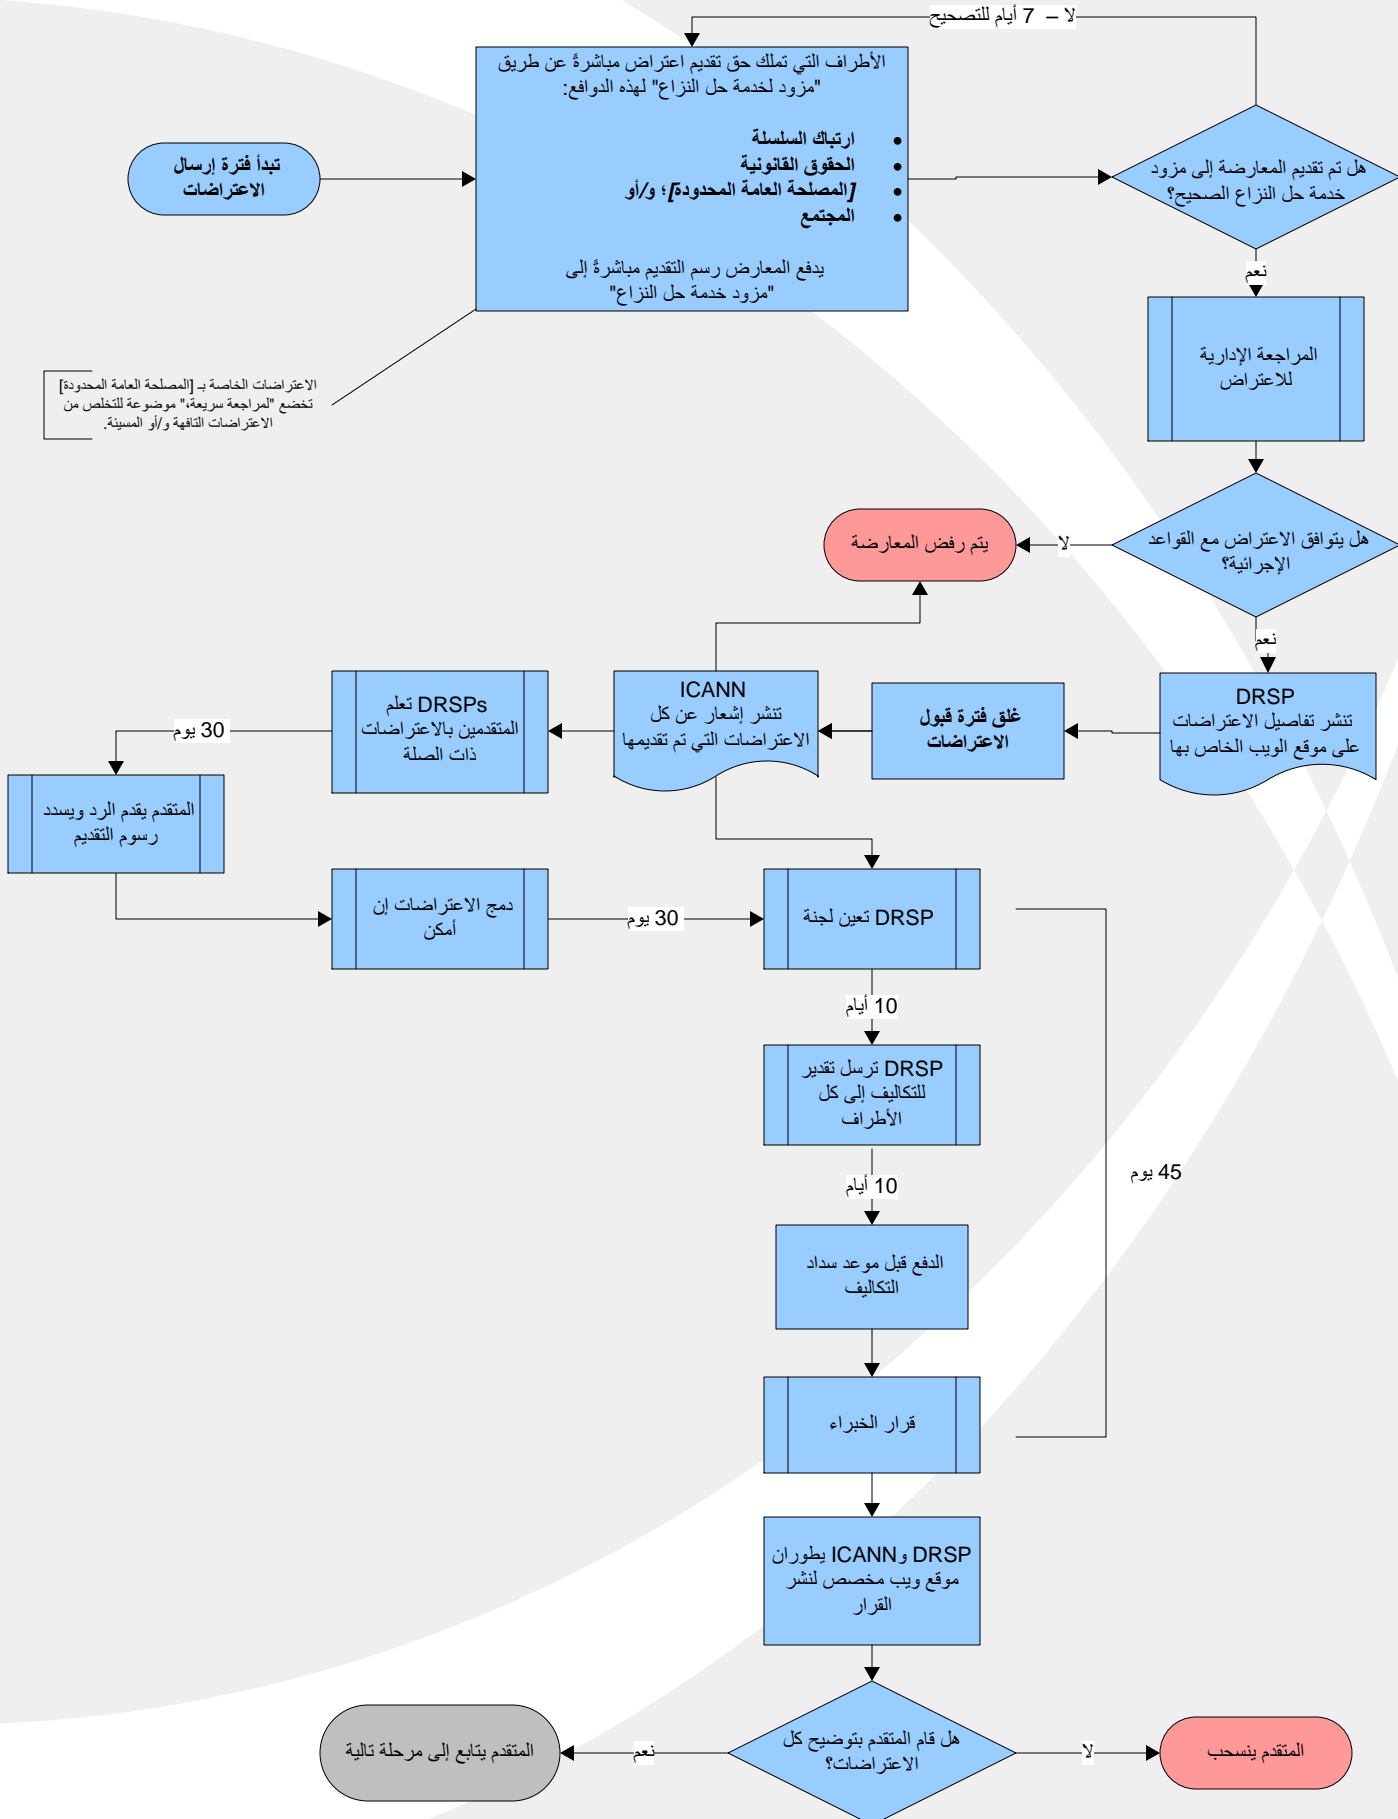 لا – 7 أيام للتصحيح
الأطراف التي تملك حق تقديم اعتراض مباشرةً عن طريق
"مزود لخدمة حل النزاع" لهذه الدوافع:
• ارتباك السلسلة
• الحقوق القانونية
• [المصلحة العامة المحدودة]؛ و/أو
• المجتمع
يدفع المعارض رسم التقديم مباشرةً إلى
"مزود خدمة حل النزاع"
تبدأ فترة إرسال
الاعتراضات
هل تم تقديم المعارضة إلى مزود
خدمة حل النزاع الصحيح؟
نعم
المراجعة الإدارية
للاعتراض
الاعتراضات الخاصة بـ [المصلحة العامة المحدودة]
تخضع "لمراجعة سريعة،" موضوعة للتخلص من
الاعتراضات التافهة و/أو المسيئة.
هل يتوافق الاعتراض مع القواعد
الإجرائية؟
لا
يتم رفض المعارضة
نعم
DRSP
تنشر تفاصيل الاعتراضات
على موقع الويب الخاص بها
غلق فترة قبول
الاعتراضات
ICANN
تنشر إشعار عن كل
الاعتراضات التي تم تقديمها
DRSPs تعلم
المتقدمين بالاعتراضات
ذات الصلة
30 يوم
المتقدم يقدم الرد ويسدد
رسوم التقديم
دمج الاعتراضات إن
أمكن
30 يوم
DRSP تعين لجنة
10 أيام
DRSP ترسل تقدير
للتكاليف إلى كل
الأطراف
10 أيام
45 يوم
الدفع قبل موعد سداد
التكاليف
قرار الخبراء
DRSP وICANN يطوران
موقع ويب مخصص لنشر
القرار
هل قام المتقدم بتوضيح كل
الاعتراضات؟
لا
المتقدم ينسحب
نعم
المتقدم يتابع إلى مرحلة تالية